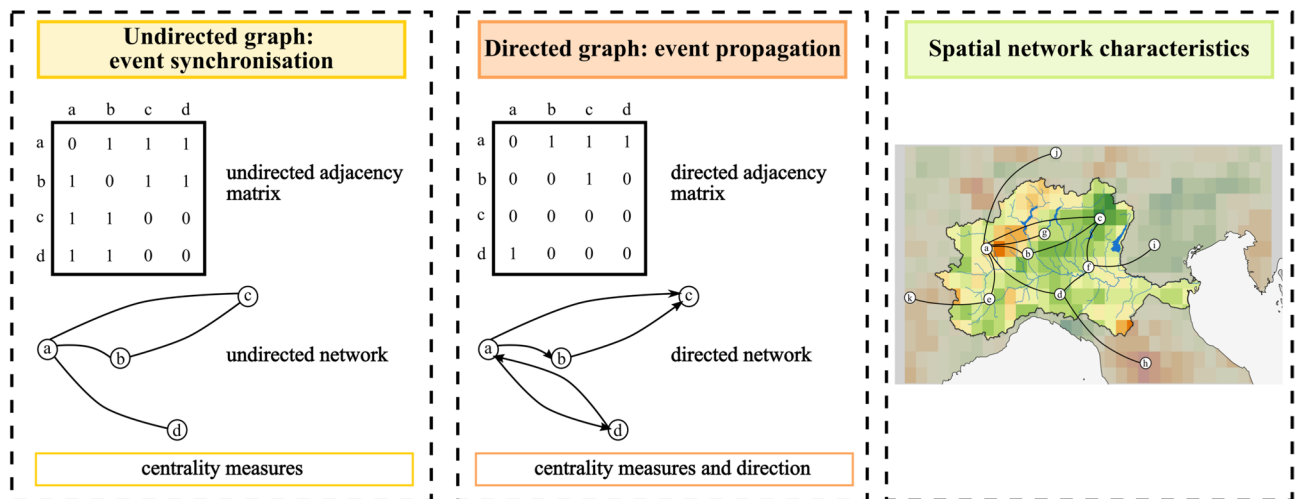 Undirected graph:
event synchronisation
a b c d
a 0 1 1 1
b 1 0 1 1
c 1 1 0 0
d 1 1 0 0
undirected adjacency
matrix
c
a
b
d
undirected network
centrality measures
Directed graph: event propagation
a b c d
a 0 1 1 1
b 0 0 1 0
c 0 0 0 0
d 1 0 0 0
directed adjacency
matrix
c
a
b
d
directed network
centrality measures and direction
Spatial network characteristics
j
c
g
a
b
i
f
d
k
e
h